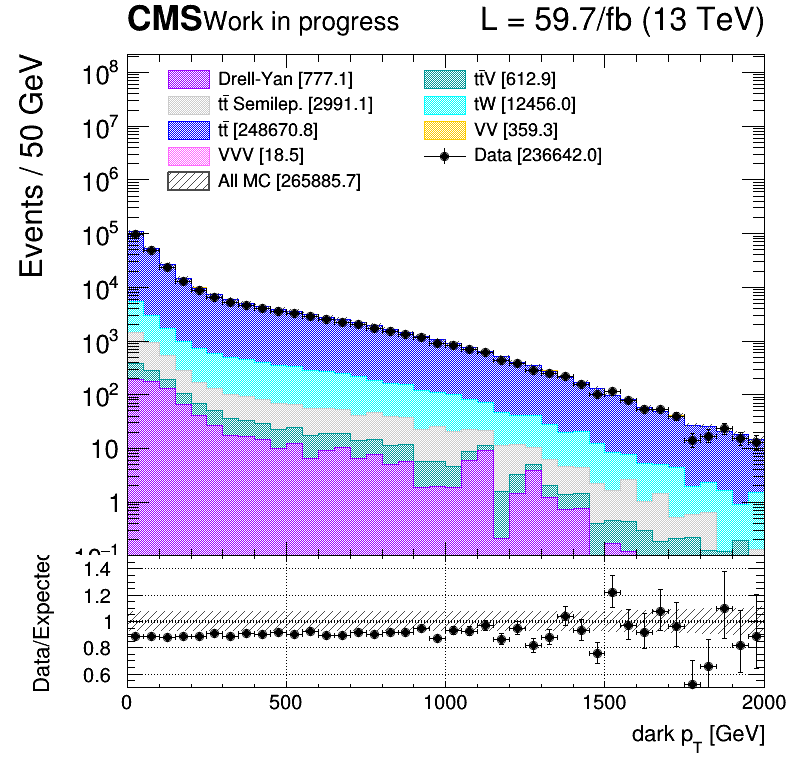 CMS Work in progress L = 59.7/fb (13 TeV)
Events / 50 GeV
Drell-Yan [777.1]
tt̄V [612.9]
tt̄ Semilep. [2991.1]
tW [12456.0]
tt̄ [248670.8]
VV [359.3]
VVV [18.5]
Data [236642.0]
All MC [265885.7]
10⁸
10⁷
10⁶
10⁵
10⁴
10³
10²
10
1
10⁻¹
Data/Expected
1.4
1.2
1
0.8
0.6
0 500 1000 1500 2000
dark p_T [GeV]